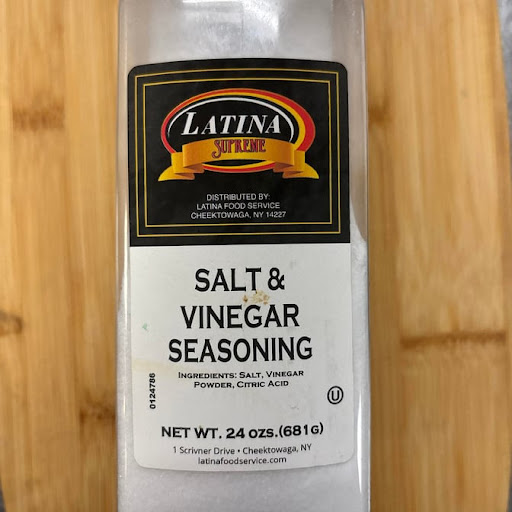 LATINA
SUPREME
DISTRIBUTED BY:
LATINA FOOD SERVICE
CHEEKTOWAGA, NY 14227
SALT &
VINEGAR
SEASONING
INGREDIENTS: SALT, VINEGAR
POWDER, CITRIC ACID
0124786
U
NET WT. 24 ozs.(681G)
1 Scrivner Drive • Cheektowaga, NY
latinafoodservice.com